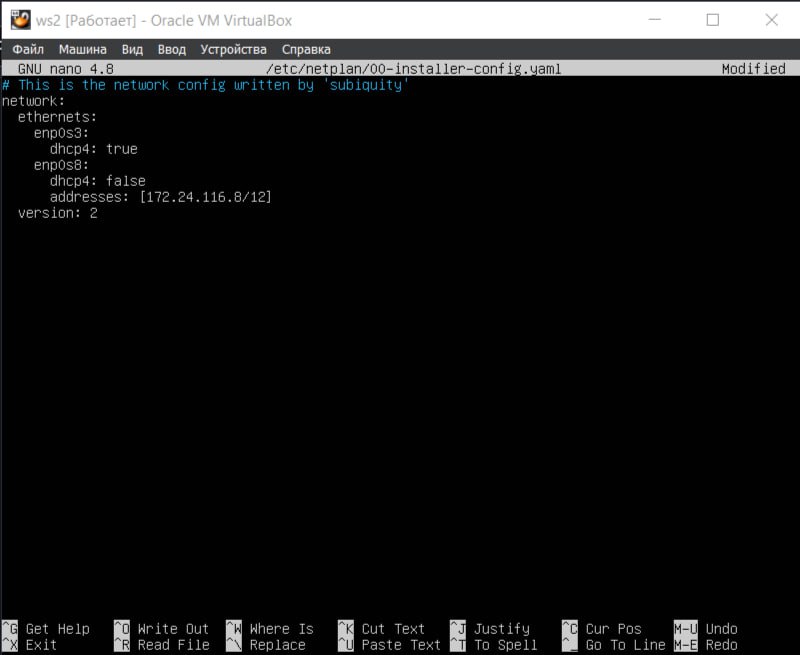 ws2 [Работает] - Oracle VM VirtualBox
Файл Машина Вид Ввод Устройства Справка
GNU nano 4.8 /etc/netplan/00-installer-config.yaml Modified
# This is the network config written by 'subiquity'
network:
  ethernets:
    enp0s3:
      dhcp4: true
    enp0s8:
      dhcp4: false
      addresses: [172.24.116.8/12]
  version: 2
^G Get Help ^O Write Out ^W Where Is ^K Cut Text ^J Justify ^C Cur Pos M-U Undo
^X Exit ^R Read File ^\ Replace ^U Paste Text ^T To Spell ^_ Go To Line M-E Redo